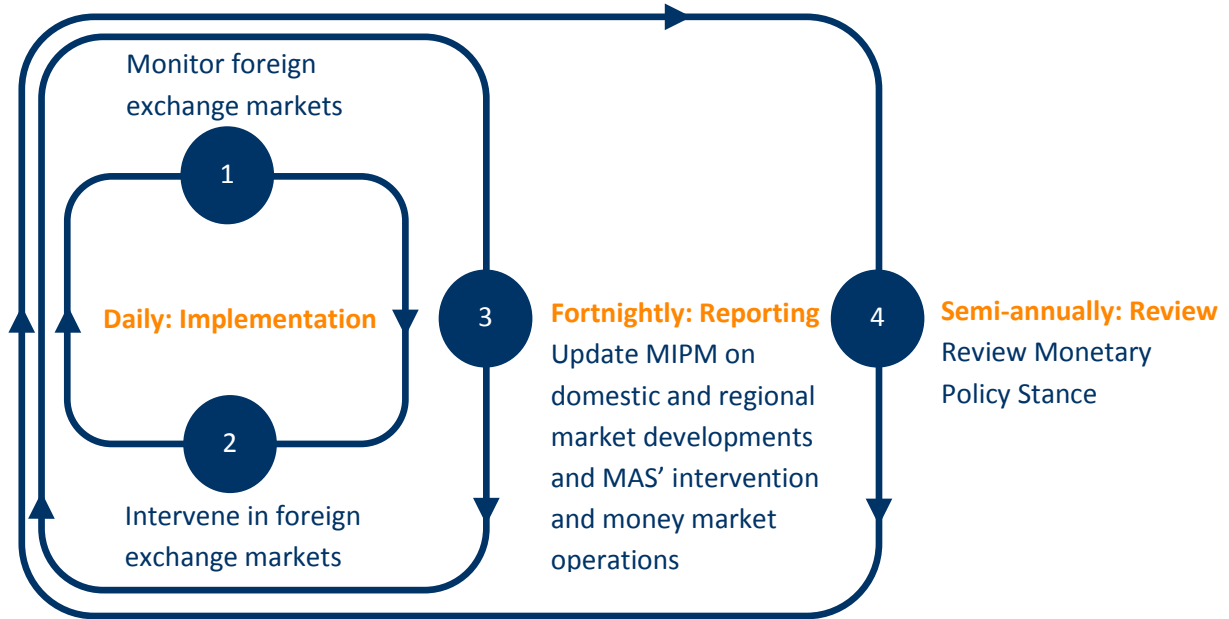 Monitor foreign
exchange markets
1
Daily: Implementation
2
Intervene in foreign
exchange markets
3
Fortnightly: Reporting
Update MIPM on
domestic and regional
market developments
and MAS’ intervention
and money market
operations
4
Semi-annually: Review
Review Monetary
Policy Stance